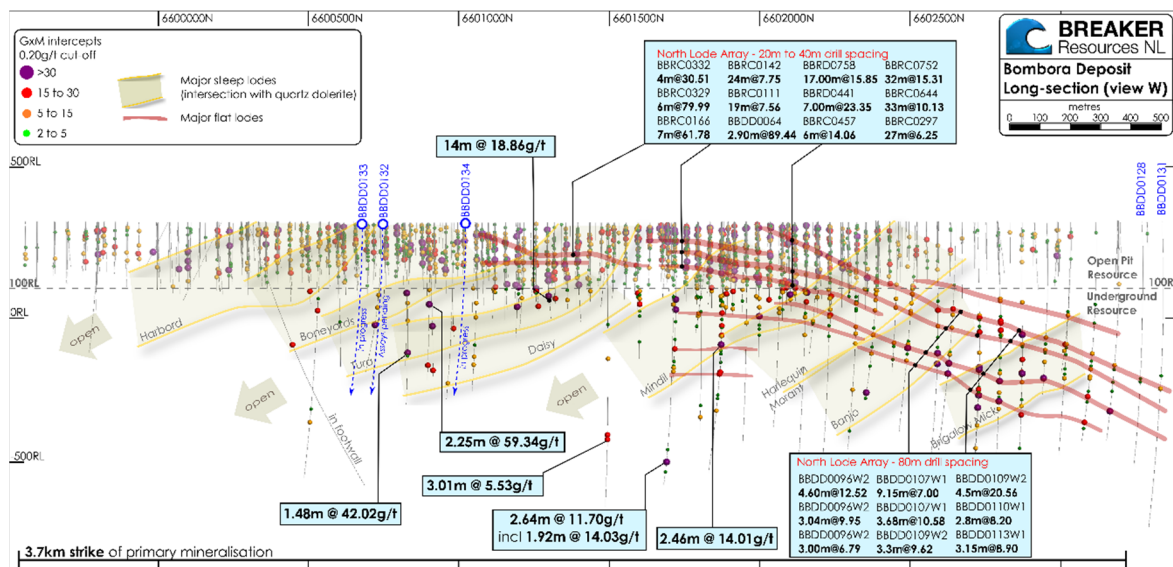 6600000N
6600500N
6601000N
6601500N
6602000N
6602500N
GxM intercepts
0.20g/t cut-off
>30
15 to 30
5 to 15
2 to 5
Major steep lodes
(intersection with quartz dolerite)
Major flat lodes
BREAKER
Resources NL
Bombora Deposit
Long-section (view W)
metres
0 100 200 300 400 500
North Lode Array - 20m to 40m drill spacing
BBRC0332 BBRC0142 BBRD0758 BBRC0752
4m@30.51 24m@7.75 17.00m@15.85 32m@15.31
BBRC0329 BBRC0111 BBRD0441 BBRC0644
6m@79.99 19m@7.56 7.00m@23.35 33m@10.13
BBRC0166 BBDD0064 BBRC0457 BBRC0297
7m@61.78 2.90m@89.44 6m@14.06 27m@6.25
14m @ 18.86g/t
500RL
BBDD0133
BBDD0132
BBDD0134
BBDD0128
BBDD0131
Open Pit
Resource
100RL
100RL
Underground
Resource
0RL
open
Harbord
Boneyards
Tura
In progress
Assays pending
In progress
Daisy
Mindil
Harlequin
Morant
Banjo
Brigalow Mick
open
open
in footwall
2.25m @ 59.34g/t
500RL
3.01m @ 5.53g/t
1.48m @ 42.02g/t
2.64m @ 11.70g/t
incl 1.92m @ 14.03g/t
2.46m @ 14.01g/t
North Lode Array - 80m drill spacing
BBDD0096W2 BBDD0107W1 BBDD0109W2
4.60m@12.52 9.15m@7.00 4.5m@20.56
BBDD0096W2 BBDD0107W1 BBDD0110W1
3.04m@9.95 3.68m@10.58 2.8m@8.20
BBDD0096W2 BBDD0109W2 BBDD0113W1
3.00m@6.79 3.3m@9.62 3.15m@8.90
3.7km strike of primary mineralisation